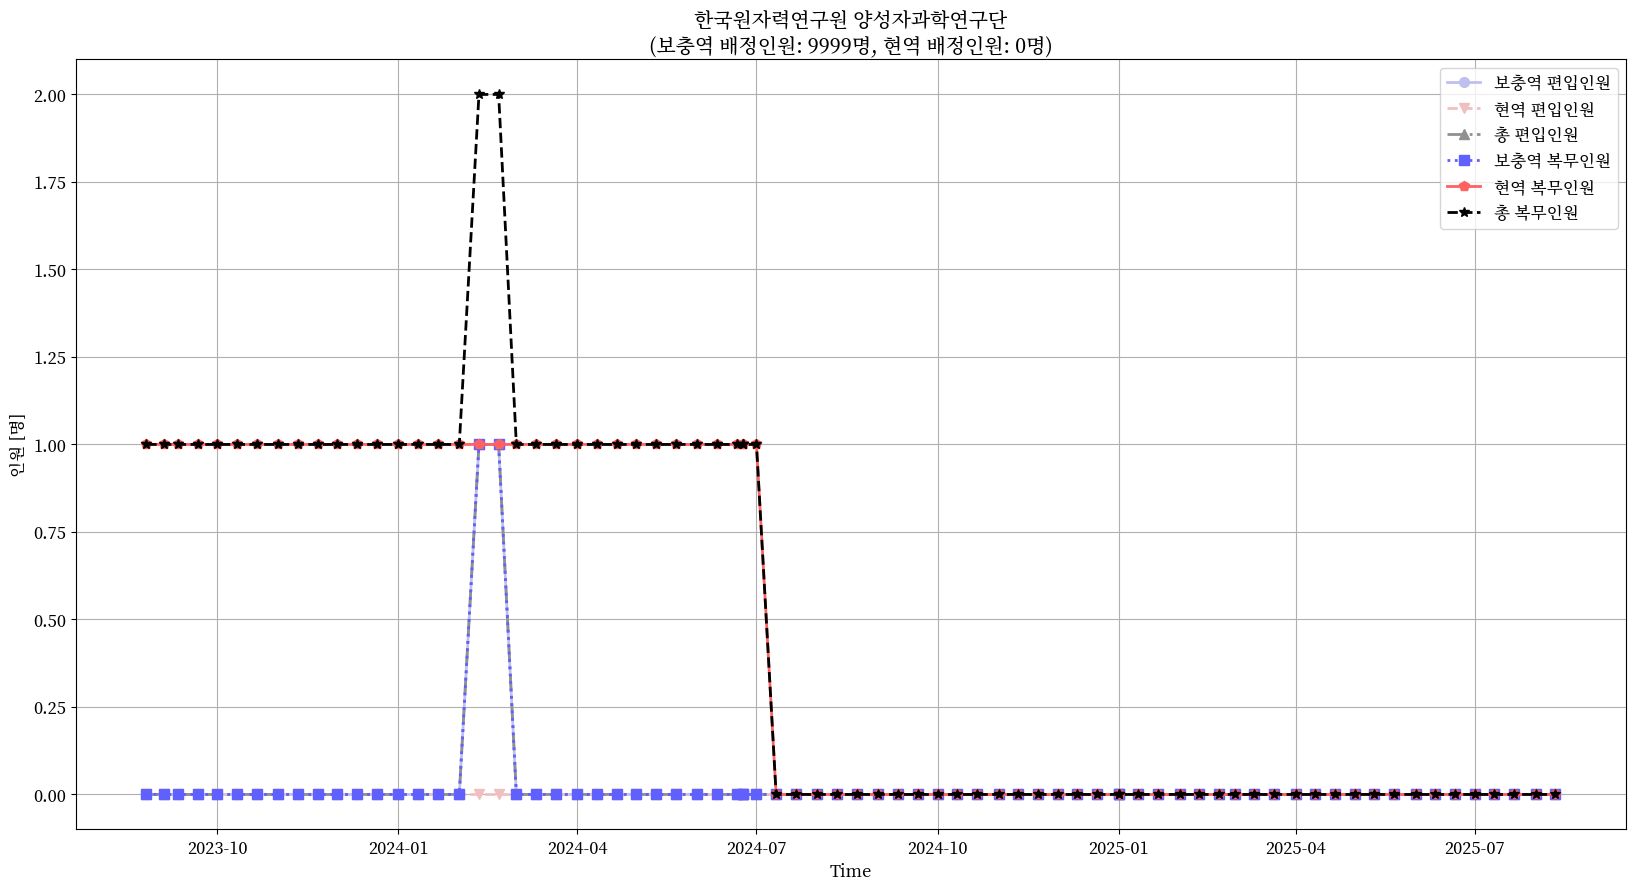 한국원자력연구원 양성자과학연구단
(보충역 배정인원: 9999명, 현역 배정인원: 0명)
보충역 편입인원
현역 편입인원
총 편입인원
보충역 복무인원
현역 복무인원
총 복무인원
2.00
1.75
1.50
1.25
1.00
0.75
0.50
0.25
0.00
인원 [명]
2023-10 2024-01 2024-04 2024-07 2024-10 2025-01 2025-04 2025-07
Time